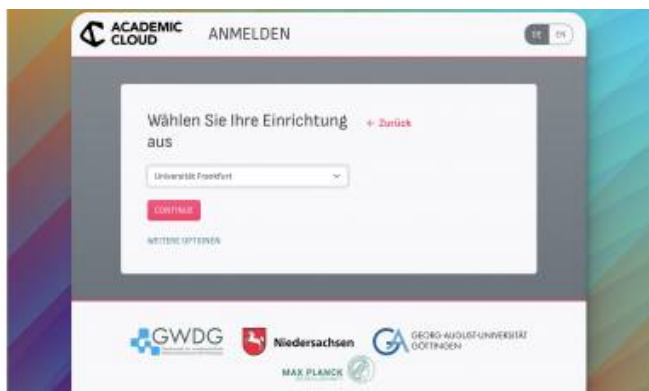 ACADEMIC
CLOUD
ANMELDEN
DE EN
Wählen Sie Ihre Einrichtung
aus
← Zurück
Universität Frankfurt
CONTINUE
WEITERE OPTIONEN
GWDG
Niedersachsen
GEORG-AUGUST-UNIVERSITÄT
GÖTTINGEN
MAX PLANCK